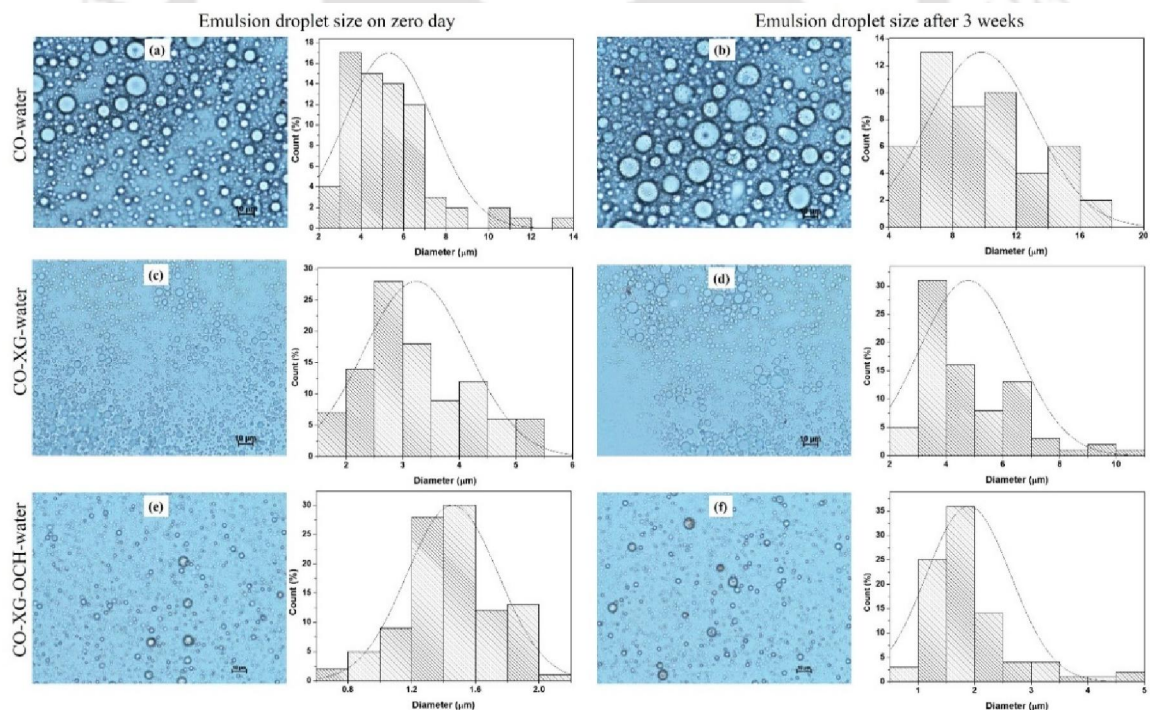 Emulsion droplet size on zero day
Emulsion droplet size after 3 weeks
CO-water
(a)
10 μm
Count (%)
18
16
14
12
10
8
6
4
2
0
2 4 6 8 10 12 14
Diameter (μm)
(b)
10 μm
Count (%)
14
12
10
8
6
4
2
0
4 8 12 16 20
Diameter (μm)
CO-XG-water
(c)
10 μm
Count (%)
30
25
20
15
10
5
0
2 3 4 5 6
Diameter (μm)
(d)
10 μm
Count (%)
30
25
20
15
10
5
0
2 4 6 8 10
Diameter (μm)
CO-XG-OCH-water
(e)
10 μm
Count (%)
30
25
20
15
10
5
0
0.8 1.2 1.6 2.0
Diameter (μm)
(f)
10 μm
Count (%)
35
30
25
20
15
10
5
0
1 2 3 4 5
Diameter (μm)